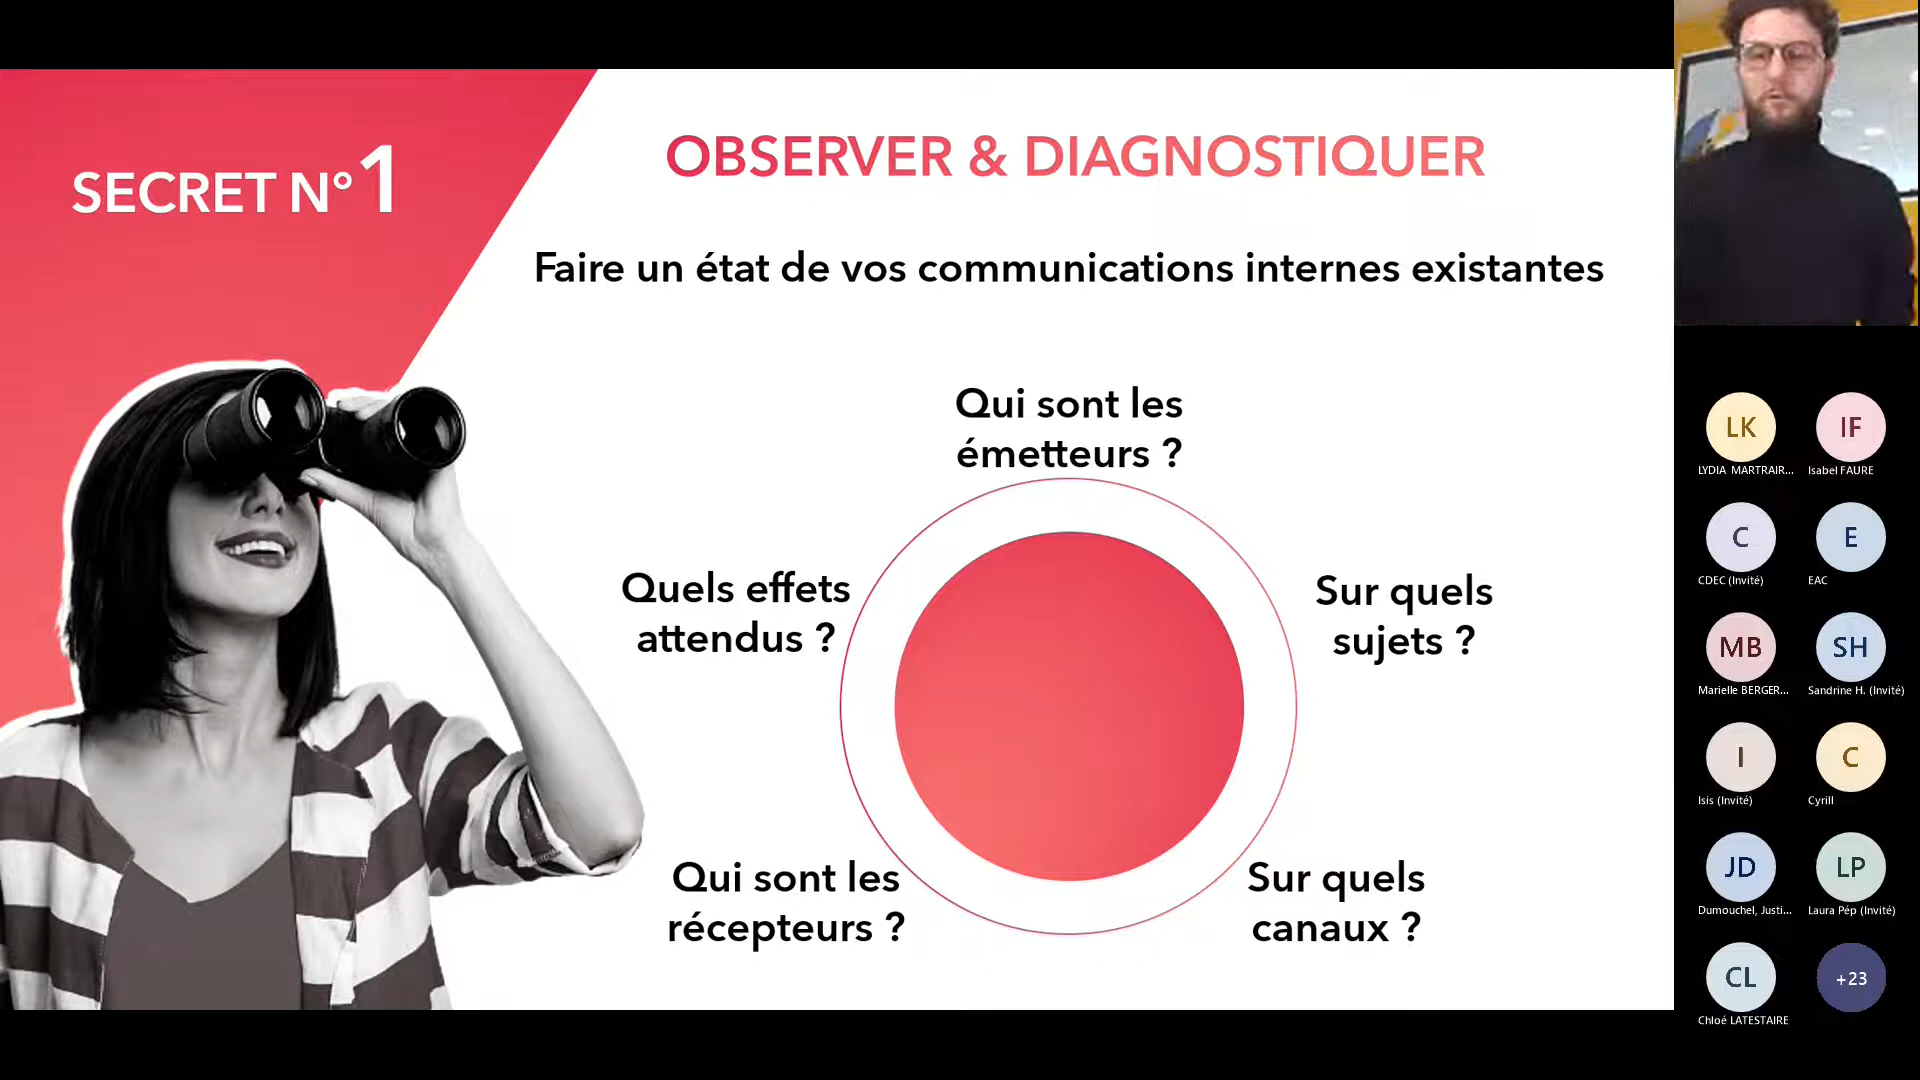 SECRET N°1
OBSERVER & DIAGNOSTIQUER
Faire un état de vos communications internes existantes
Qui sont les
émetteurs ?
Quels effets
attendus ?
Sur quels
sujets ?
Qui sont les
récepteurs ?
Sur quels
canaux ?
LK
IF
LYDIA MARTRAIR...
Isabel FAURE
C
E
CDEC (Invité)
EAC
MB
SH
Marielle BERGER...
Sandrine H. (Invité)
I
C
Isis (Invité)
Cyrill
JD
LP
Dumouchel, Justi...
Laura Pép (Invité)
CL
+23
Chloé LATESTAIRE